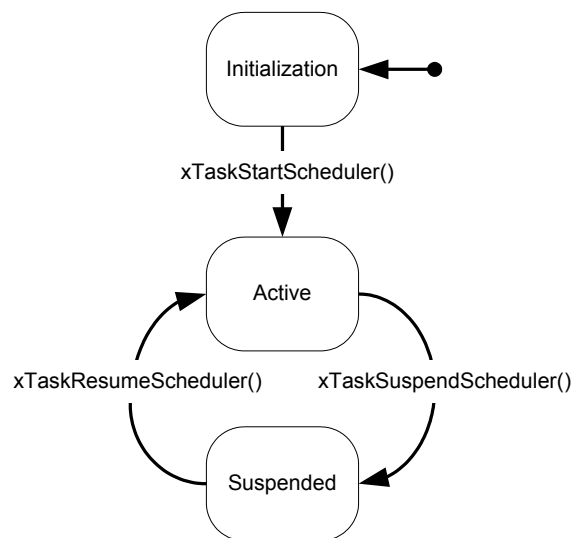 Initialization
xTaskStartScheduler()
Active
xTaskResumeScheduler()
xTaskSuspendScheduler()
Suspended